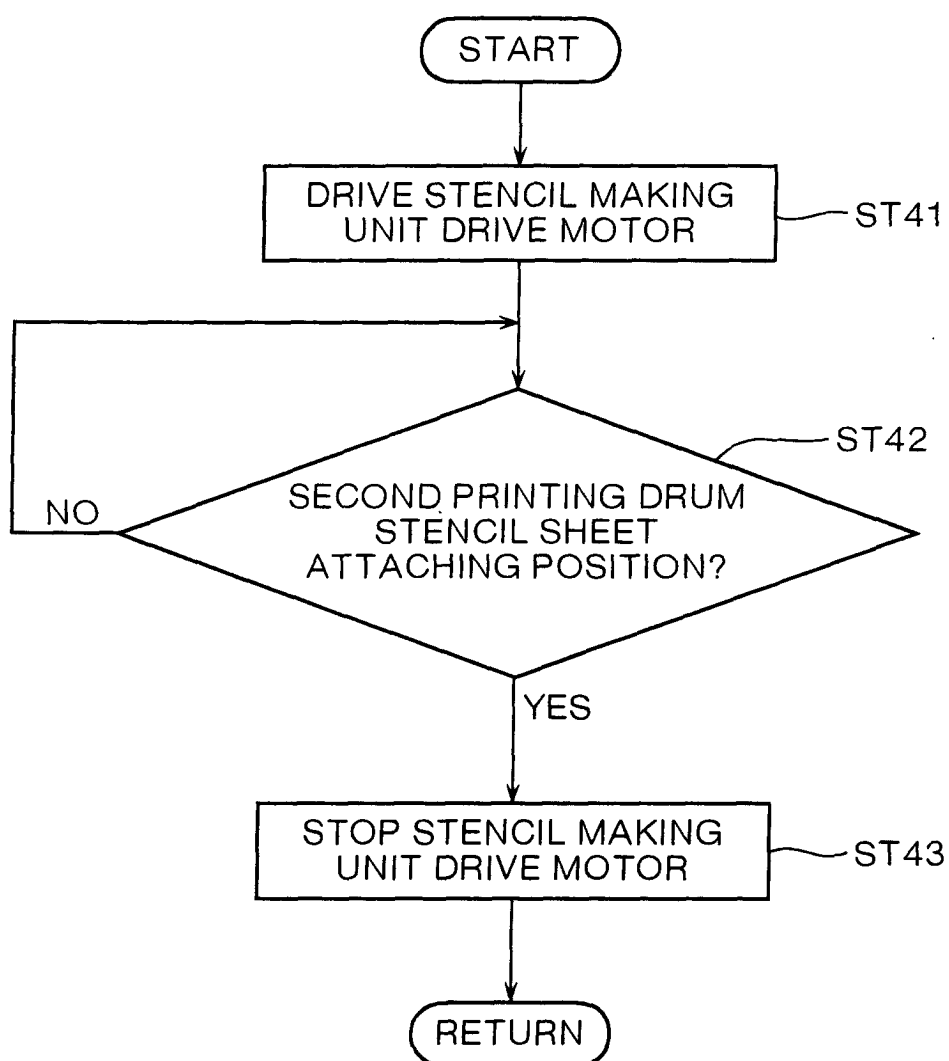 START
DRIVE STENCIL MAKING
UNIT DRIVE MOTOR
ST41
ST42
SECOND PRINTING DRUM
STENCIL SHEET
ATTACHING POSITION?
NO
YES
STOP STENCIL MAKING
UNIT DRIVE MOTOR
ST43
RETURN